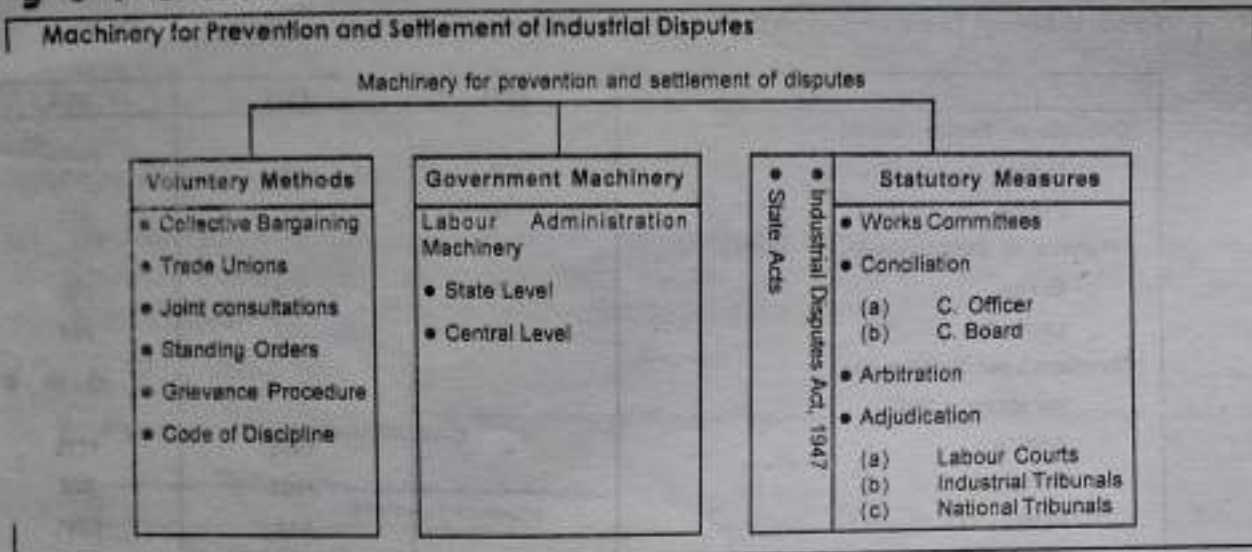 Machinery for Prevention and Settlement of Industrial Disputes
Machinery for prevention and settlement of disputes
Voluntery Methods
• Collective Bargaining
• Trade Unions
• Joint consultations
• Standing Orders
• Grievance Procedure
• Code of Discipline
Government Machinery
Labour Administration
Machinery
• State Level
• Central Level
• State Acts
• Industrial Disputes Act, 1947
Statutory Measures
• Works Committees
• Conciliation
(a) C. Officer
(b) C. Board
• Arbitration
• Adjudication
(a) Labour Courts
(b) Industrial Tribunals
(c) National Tribunals